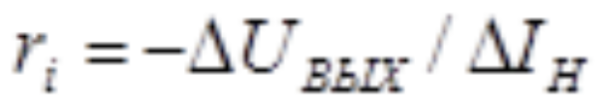 r_i = -ΔU_ВЫХ / ΔI_Н